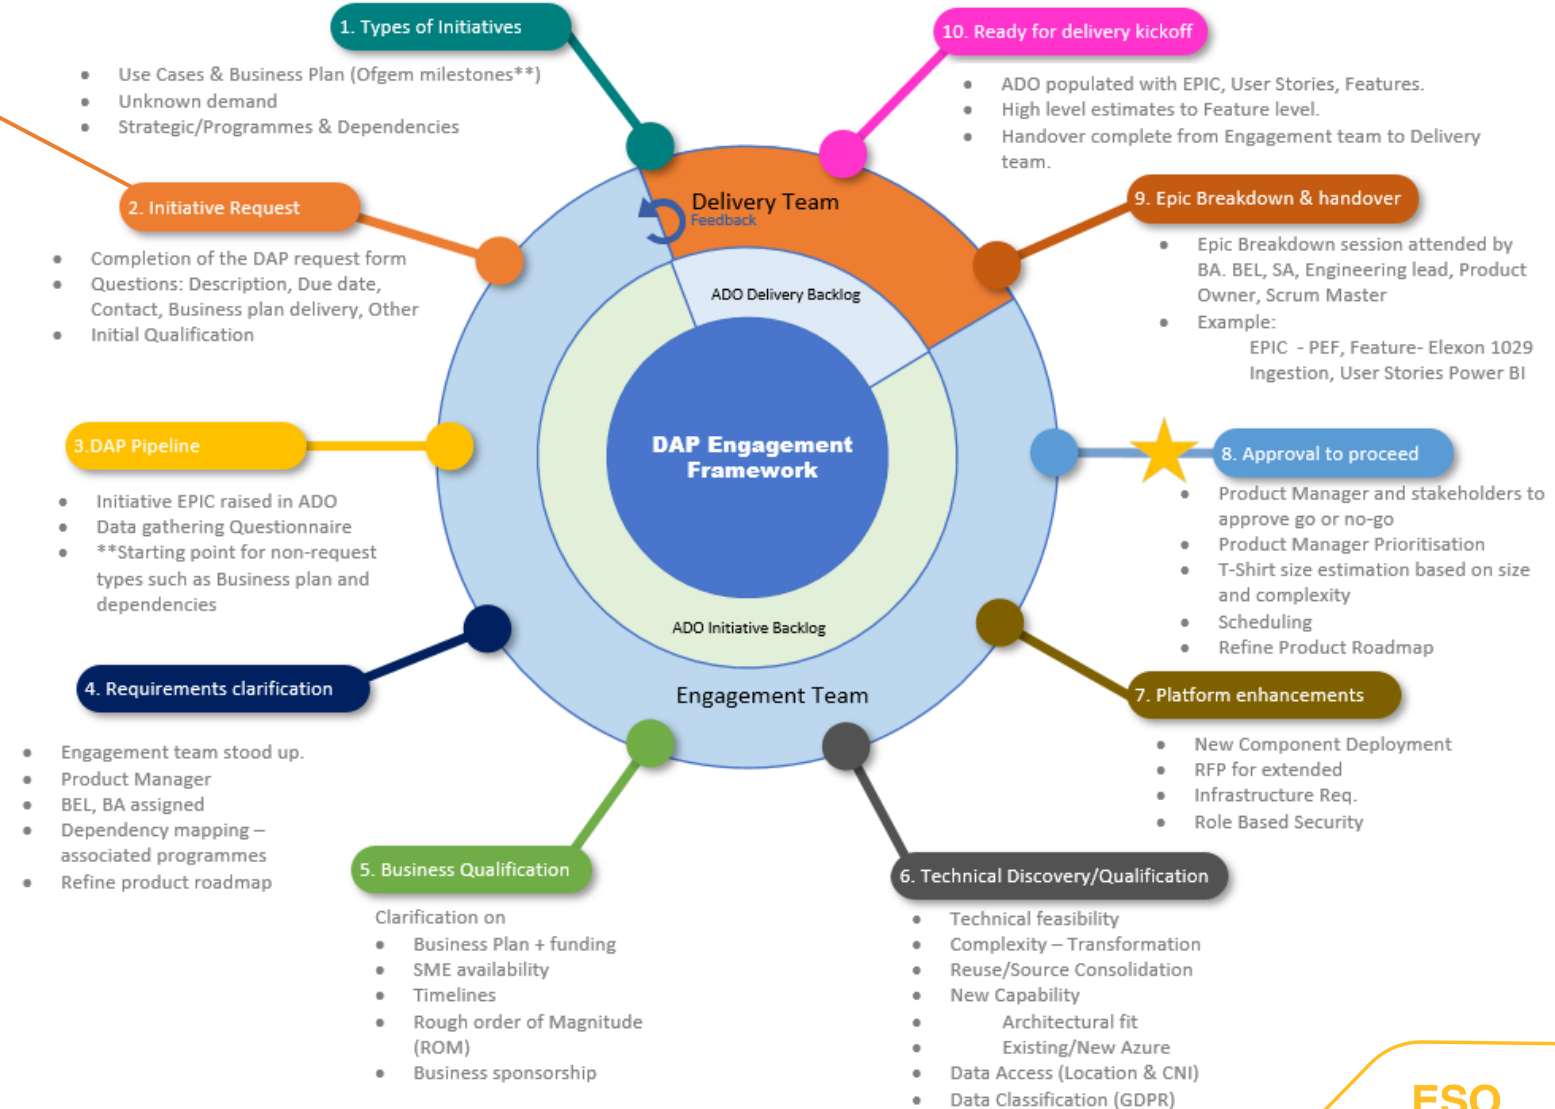 1. Types of Initiatives
• Use Cases & Business Plan (Ofgem milestones**)
• Unknown demand
• Strategic/Programmes & Dependencies
10. Ready for delivery kickoff
• ADO populated with EPIC, User Stories, Features.
• High level estimates to Feature level.
• Handover complete from Engagement team to Delivery
team.
2. Initiative Request
• Completion of the DAP request form
• Questions: Description, Due date,
Contact, Business plan delivery, Other
• Initial Qualification
Delivery Team
Feedback
ADO Delivery Backlog
9. Epic Breakdown & handover
• Epic Breakdown session attended by
BA. BEL, SA, Engineering lead, Product
Owner, Scrum Master
• Example:
EPIC - PEF, Feature- Elexon 1029
Ingestion, User Stories Power BI
3.DAP Pipeline
• Initiative EPIC raised in ADO
• Data gathering Questionnaire
• **Starting point for non-request
types such as Business plan and
dependencies
DAP Engagement
Framework
8. Approval to proceed
• Product Manager and stakeholders to
approve go or no-go
• Product Manager Prioritisation
• T-Shirt size estimation based on size
and complexity
• Scheduling
• Refine Product Roadmap
ADO Initiative Backlog
Engagement Team
4. Requirements clarification
• Engagement team stood up.
• Product Manager
• BEL, BA assigned
• Dependency mapping –
associated programmes
• Refine product roadmap
7. Platform enhancements
• New Component Deployment
• RFP for extended
• Infrastructure Req.
• Role Based Security
5. Business Qualification
Clarification on
• Business Plan + funding
• SME availability
• Timelines
• Rough order of Magnitude
(ROM)
• Business sponsorship
6. Technical Discovery/Qualification
• Technical feasibility
• Complexity – Transformation
• Reuse/Source Consolidation
• New Capability
• Architectural fit
• Existing/New Azure
• Data Access (Location & CNI)
• Data Classification (GDPR)
ESO